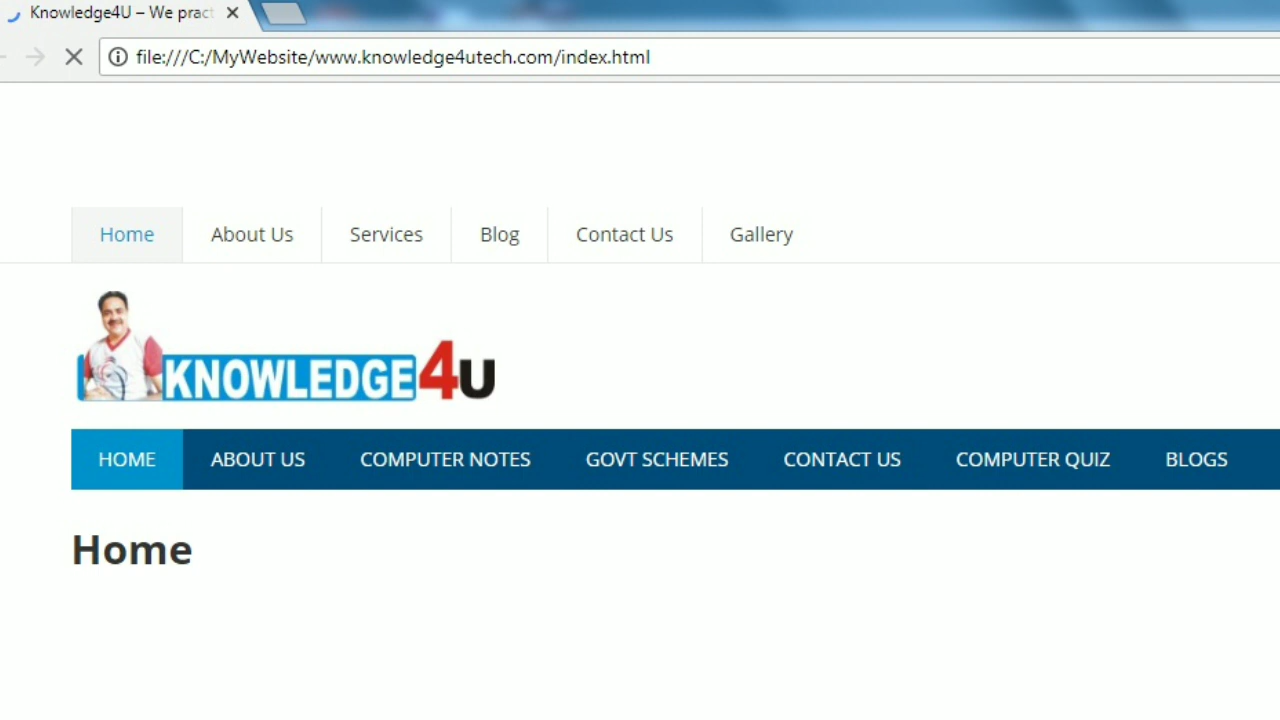 Knowledge4U – We pract
file:///C:/MyWebsite/www.knowledge4utech.com/index.html
Home About Us Services Blog Contact Us Gallery
KNOWLEDGE4U
HOME ABOUT US COMPUTER NOTES GOVT SCHEMES CONTACT US COMPUTER QUIZ BLOGS
Home